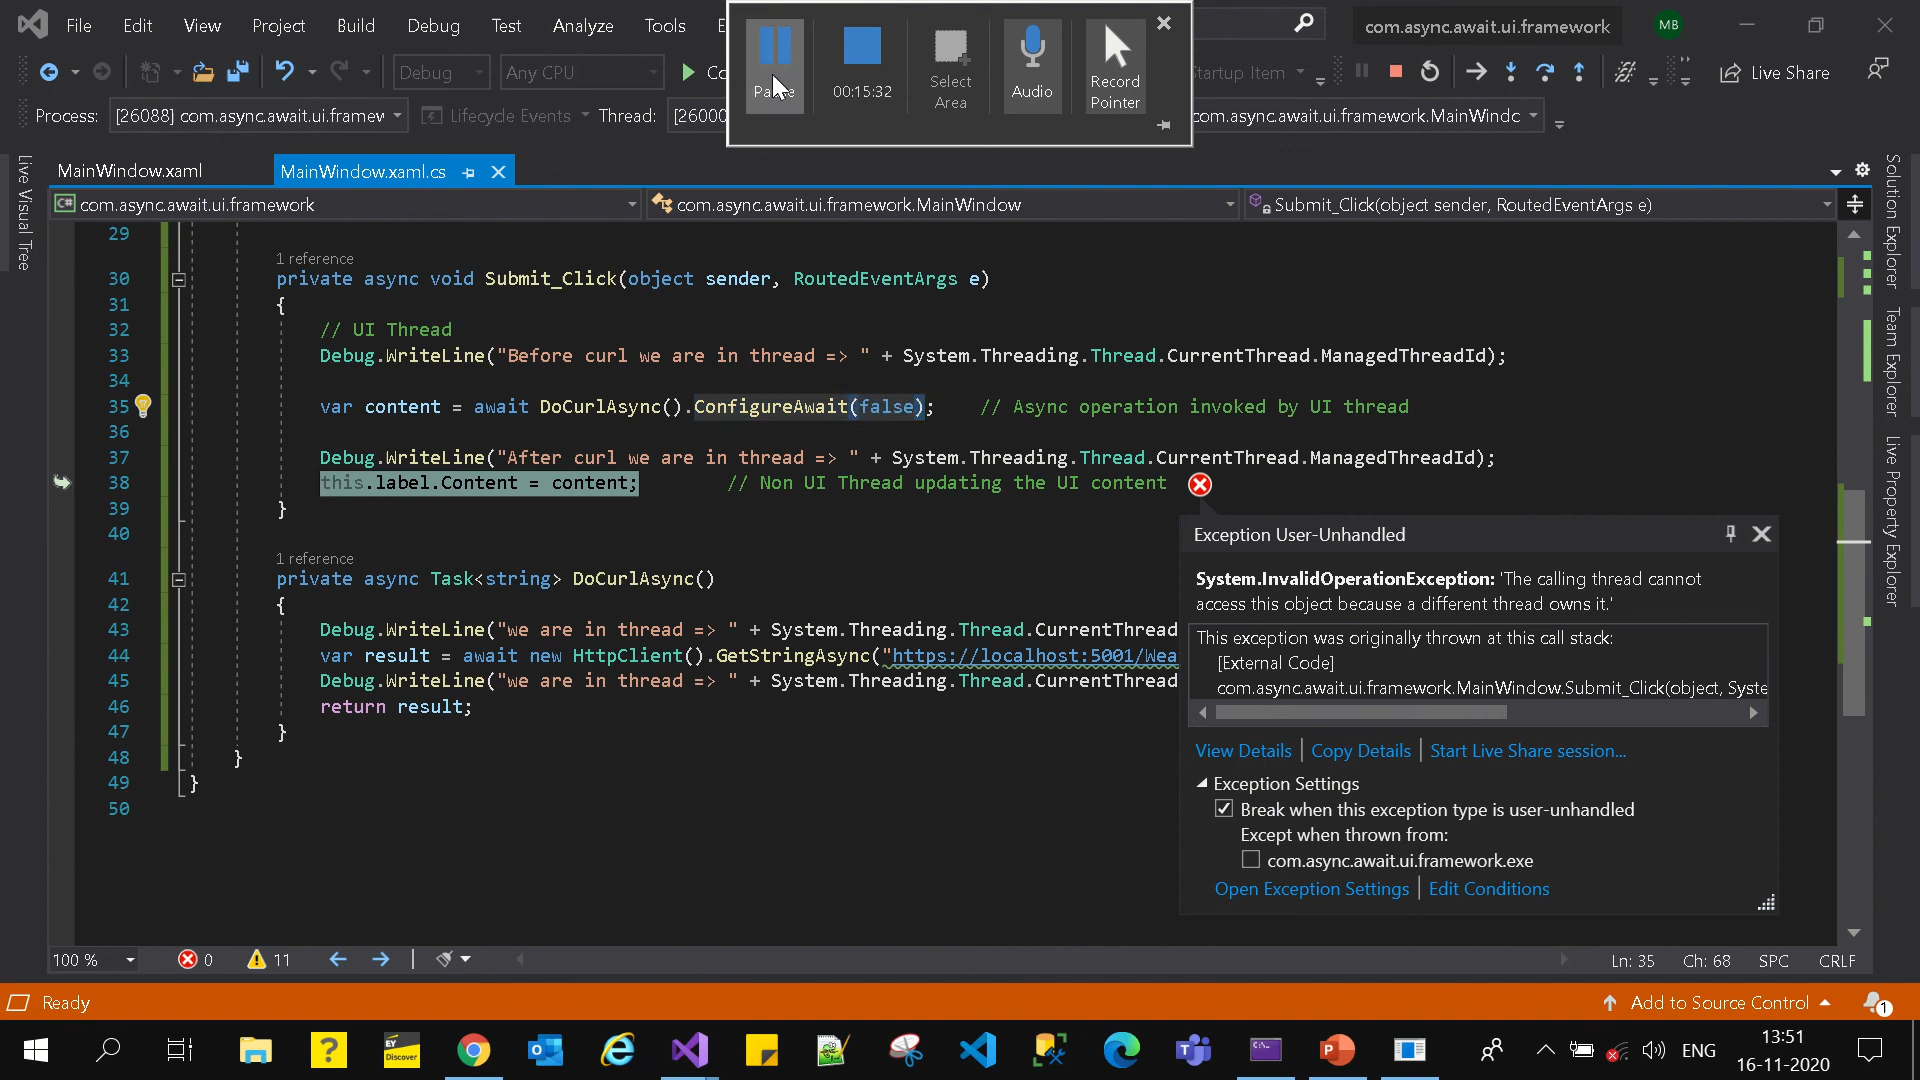 File Edit View Project Build Debug Test Analyze Tools
com.async.await.ui.framework MB
Debug Any CPU
Startup Item
Live Share
Process: [26088] com.async.await.ui.framew Lifecycle Events Thread:
com.async.await.ui.framework.MainWindc
00:15:32
Select
Area
Audio
Record
Pointer
Live Visual Tree
Solution Explorer
Team Explorer
Live Property Explorer
MainWindow.xaml MainWindow.xaml.cs
C# com.async.await.ui.framework com.async.await.ui.framework.MainWindow Submit_Click(object sender, RoutedEventArgs e)
29
1 reference
30 private async void Submit_Click(object sender, RoutedEventArgs e)
31 {
32 // UI Thread
33 Debug.WriteLine("Before curl we are in thread => " + System.Threading.Thread.CurrentThread.ManagedThreadId);
34
35 var content = await DoCurlAsync().ConfigureAwait(false); // Async operation invoked by UI thread
36
37 Debug.WriteLine("After curl we are in thread => " + System.Threading.Thread.CurrentThread.ManagedThreadId);
38 this.label.Content = content; // Non UI Thread updating the UI content
39 }
40
1 reference
41 private async Task<string> DoCurlAsync()
42 {
43 Debug.WriteLine("we are in thread => " + System.Threading.Thread.CurrentThread
44 var result = await new HttpClient().GetStringAsync("https://localhost:5001/Wea
45 Debug.WriteLine("we are in thread => " + System.Threading.Thread.CurrentThread
46 return result;
47 }
48 }
49 }
50
Exception User-Unhandled
System.InvalidOperationException: 'The calling thread cannot
access this object because a different thread owns it.'
This exception was originally thrown at this call stack:
[External Code]
com.async.await.ui.framework.MainWindow.Submit_Click(object, Syste
View Details Copy Details Start Live Share session...
Exception Settings
Break when this exception type is user-unhandled
Except when thrown from:
com.async.await.ui.framework.exe
Open Exception Settings Edit Conditions
100 % 0 11 Ln: 35 Ch: 68 SPC CRLF
Ready Add to Source Control 1
EY
Discover
ENG
13:51
16-11-2020